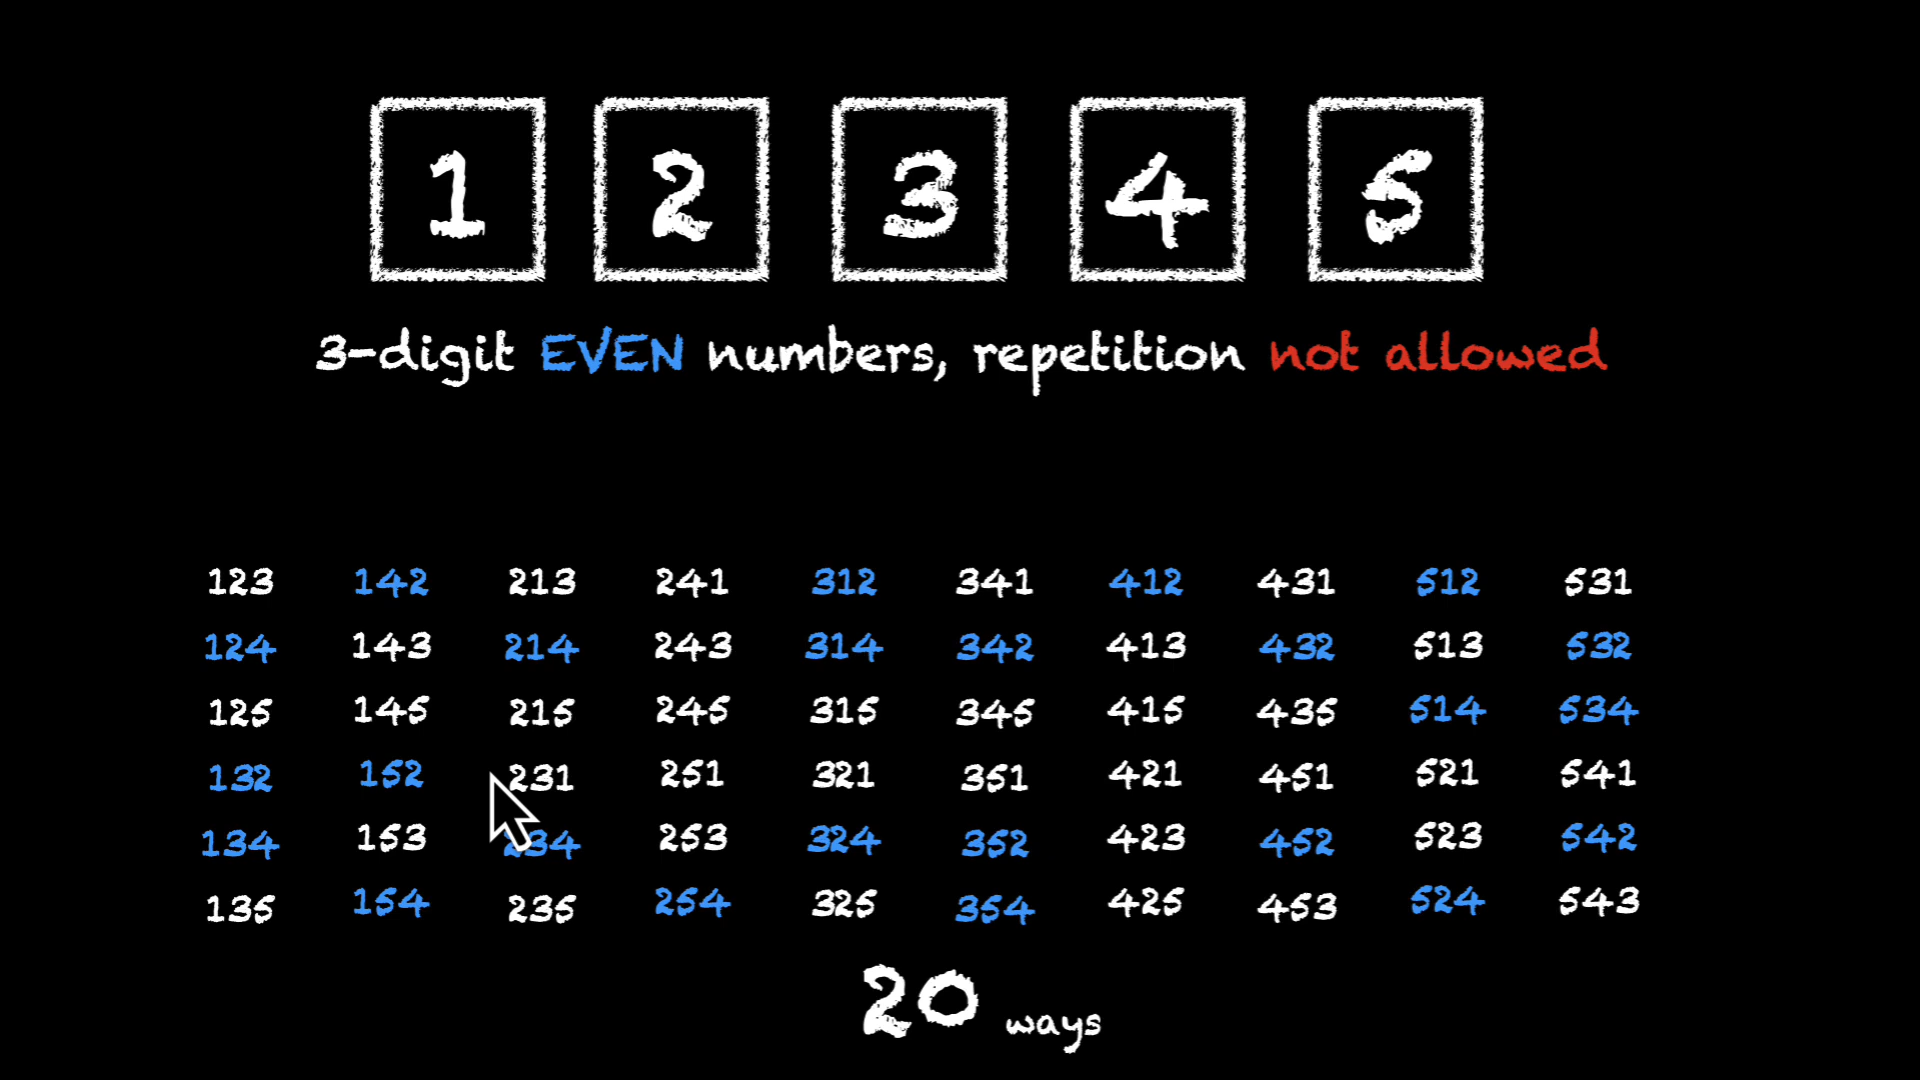 1 2 3 4 5
3-digit EVEN numbers, repetition not allowed
123 142 213 241 312 341 412 431 512 531
124 143 214 243 314 342 413 432 513 532
125 145 215 245 315 345 415 435 514 534
132 152 231 251 321 351 421 451 521 541
134 153 234 253 324 352 423 452 523 542
135 154 235 254 325 354 425 453 524 543
20 ways